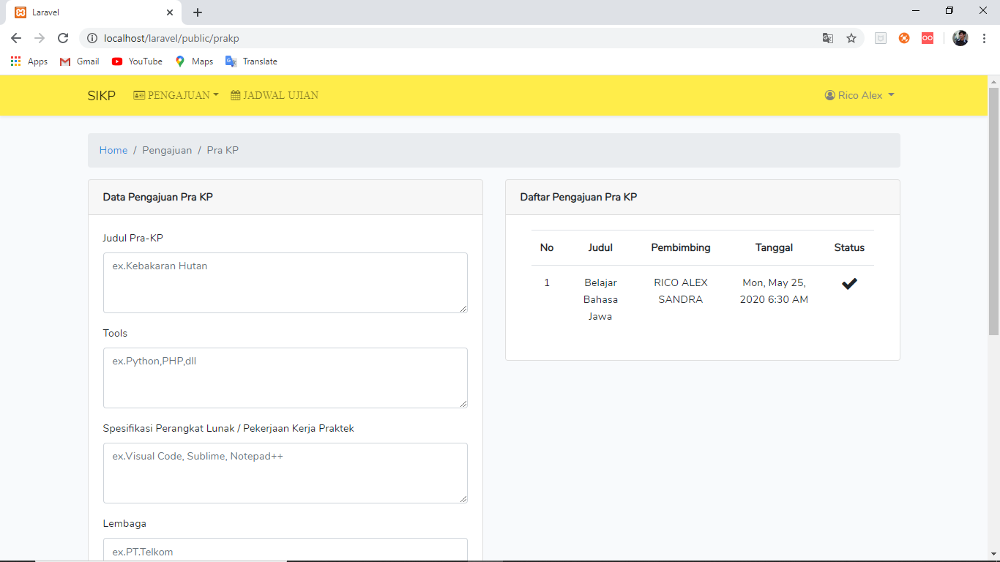 Laravel
localhost/laravel/public/prakp
Apps Gmail YouTube Maps Translate
SIKP PENGAJUAN JADWAL UJIAN Rico Alex
Home / Pengajuan / Pra KP
Data Pengajuan Pra KP
Judul Pra-KP
ex.Kebakaran Hutan
Tools
ex.Python,PHP,dll
Spesifikasi Perangkat Lunak / Pekerjaan Kerja Praktek
ex.Visual Code, Sublime, Notepad++
Lembaga
ex.PT.Telkom
Daftar Pengajuan Pra KP
No Judul Pembimbing Tanggal Status
1 Belajar RICO ALEX Mon, May 25,
Bahasa SANDRA 2020 6:30 AM
Jawa